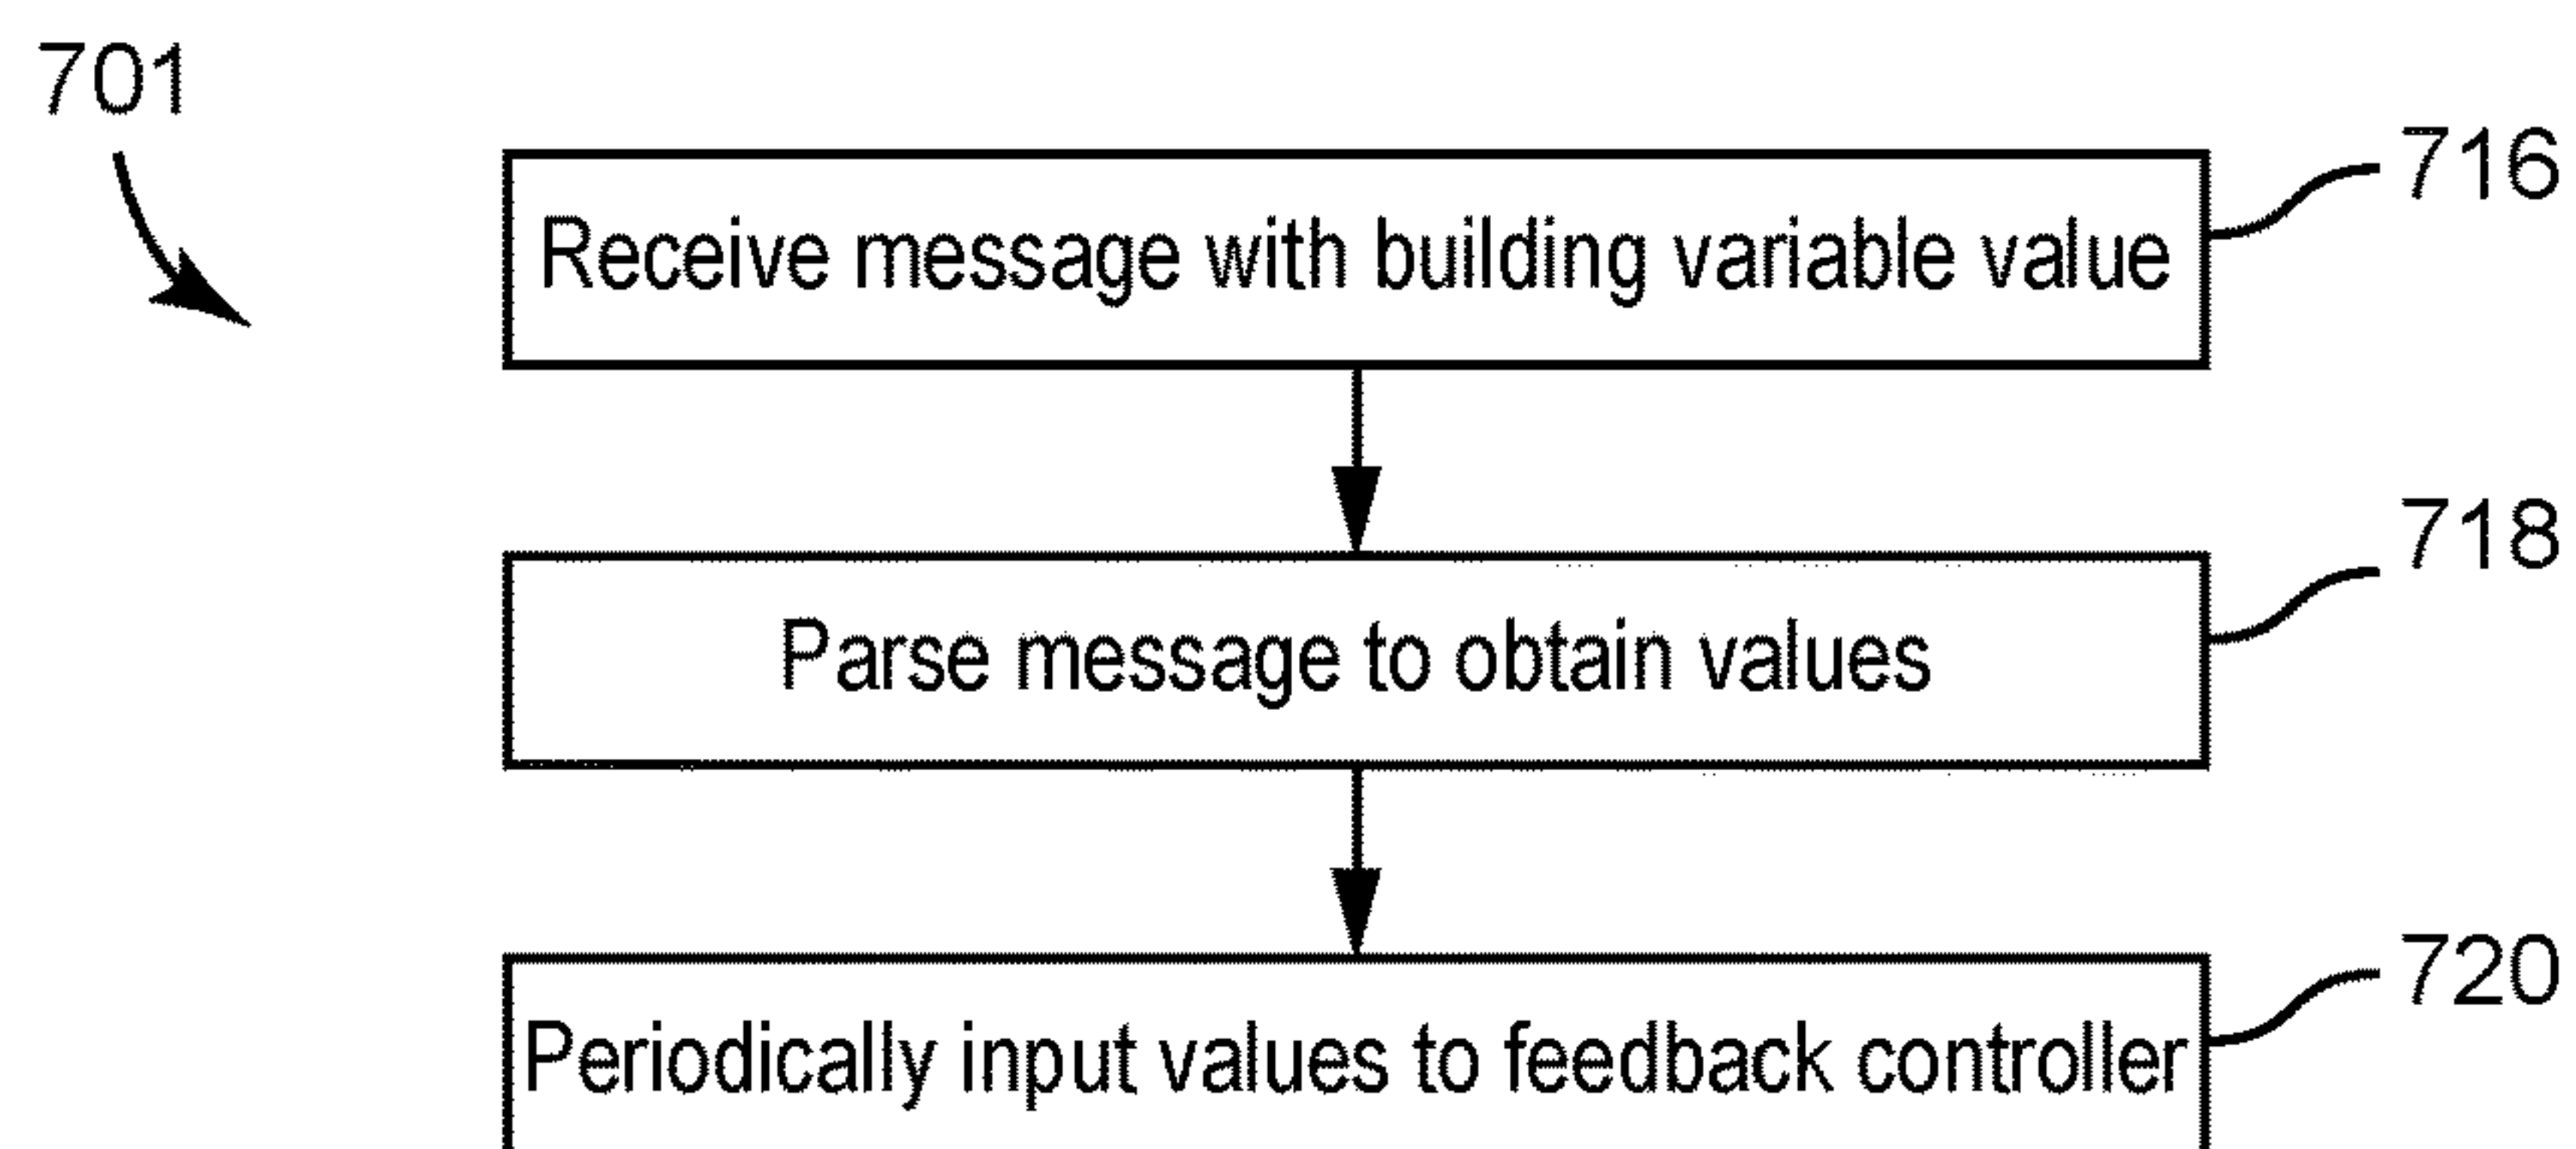 701
716
Receive message with building variable value
718
Parse message to obtain values
720
Periodically input values to feedback controller